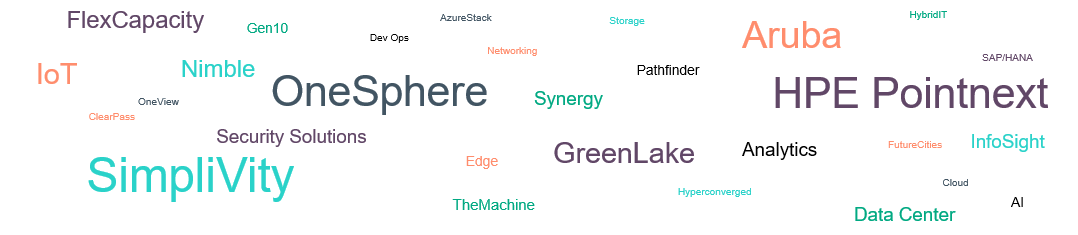 FlexCapacity
AzureStack
Storage
HybridIT
Gen10
Dev Ops
Aruba
Networking
SAP/HANA
IoT
Nimble
Pathfinder
OneSphere
HPE Pointnext
OneView
Synergy
ClearPass
Security Solutions
InfoSight
FutureCities
Analytics
GreenLake
Edge
SimpliVity
Cloud
Hyperconverged
AI
TheMachine
Data Center